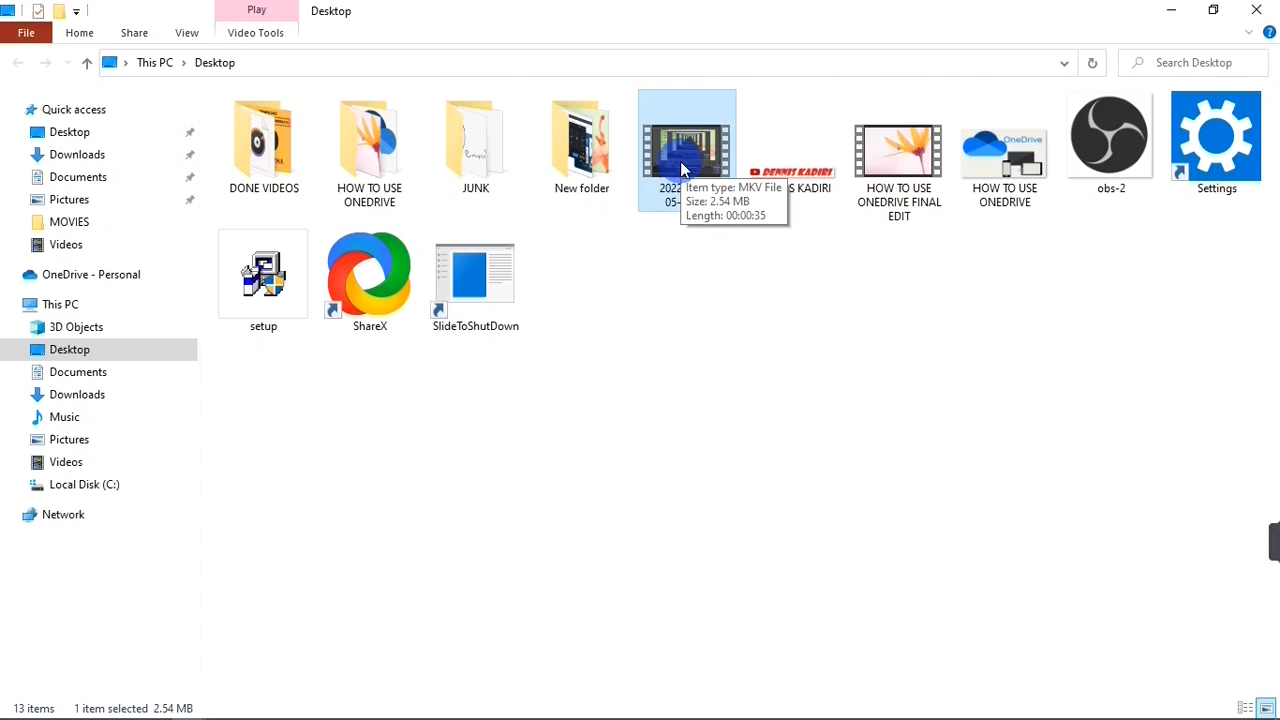 Play
Desktop
File
Home
Share
View
Video Tools
This PC
Desktop
Search Desktop
Quick access
Desktop
Downloads
Documents
Pictures
MOVIES
Videos
OneDrive - Personal
This PC
3D Objects
Desktop
Documents
Downloads
Music
Pictures
Videos
Local Disk (C:)
Network
DONE VIDEOS
HOW TO USE
ONEDRIVE
JUNK
New folder
2022
05-
Item type: MKV File
Size: 2.54 MB
Length: 00:00:35
DENNIS KADIRI
S KADIRI
HOW TO USE
ONEDRIVE FINAL
EDIT
OneDrive
HOW TO USE
ONEDRIVE
obs-2
Settings
setup
ShareX
SlideToShutDown
13 items
1 item selected 2.54 MB